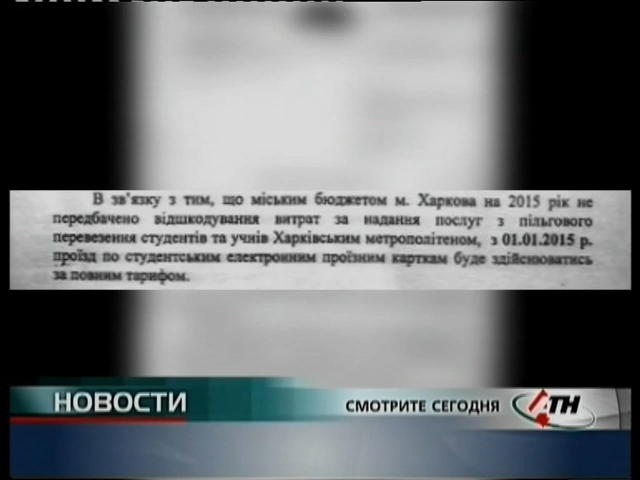 В зв'язку з тим, що міським бюджетом м. Харкова на 2015 рік не
передбачено відшкодування витрат за надання послуг з пільгового
перевезення студентів та учнів Харківським метрополітеном, з 01.01.2015 р.
проїзд по студентським електронним проїзним карткам буде здійснюватись
за повним тарифом.
НОВОСТИ
СМОТРИТЕ СЕГОДНЯ
АТН